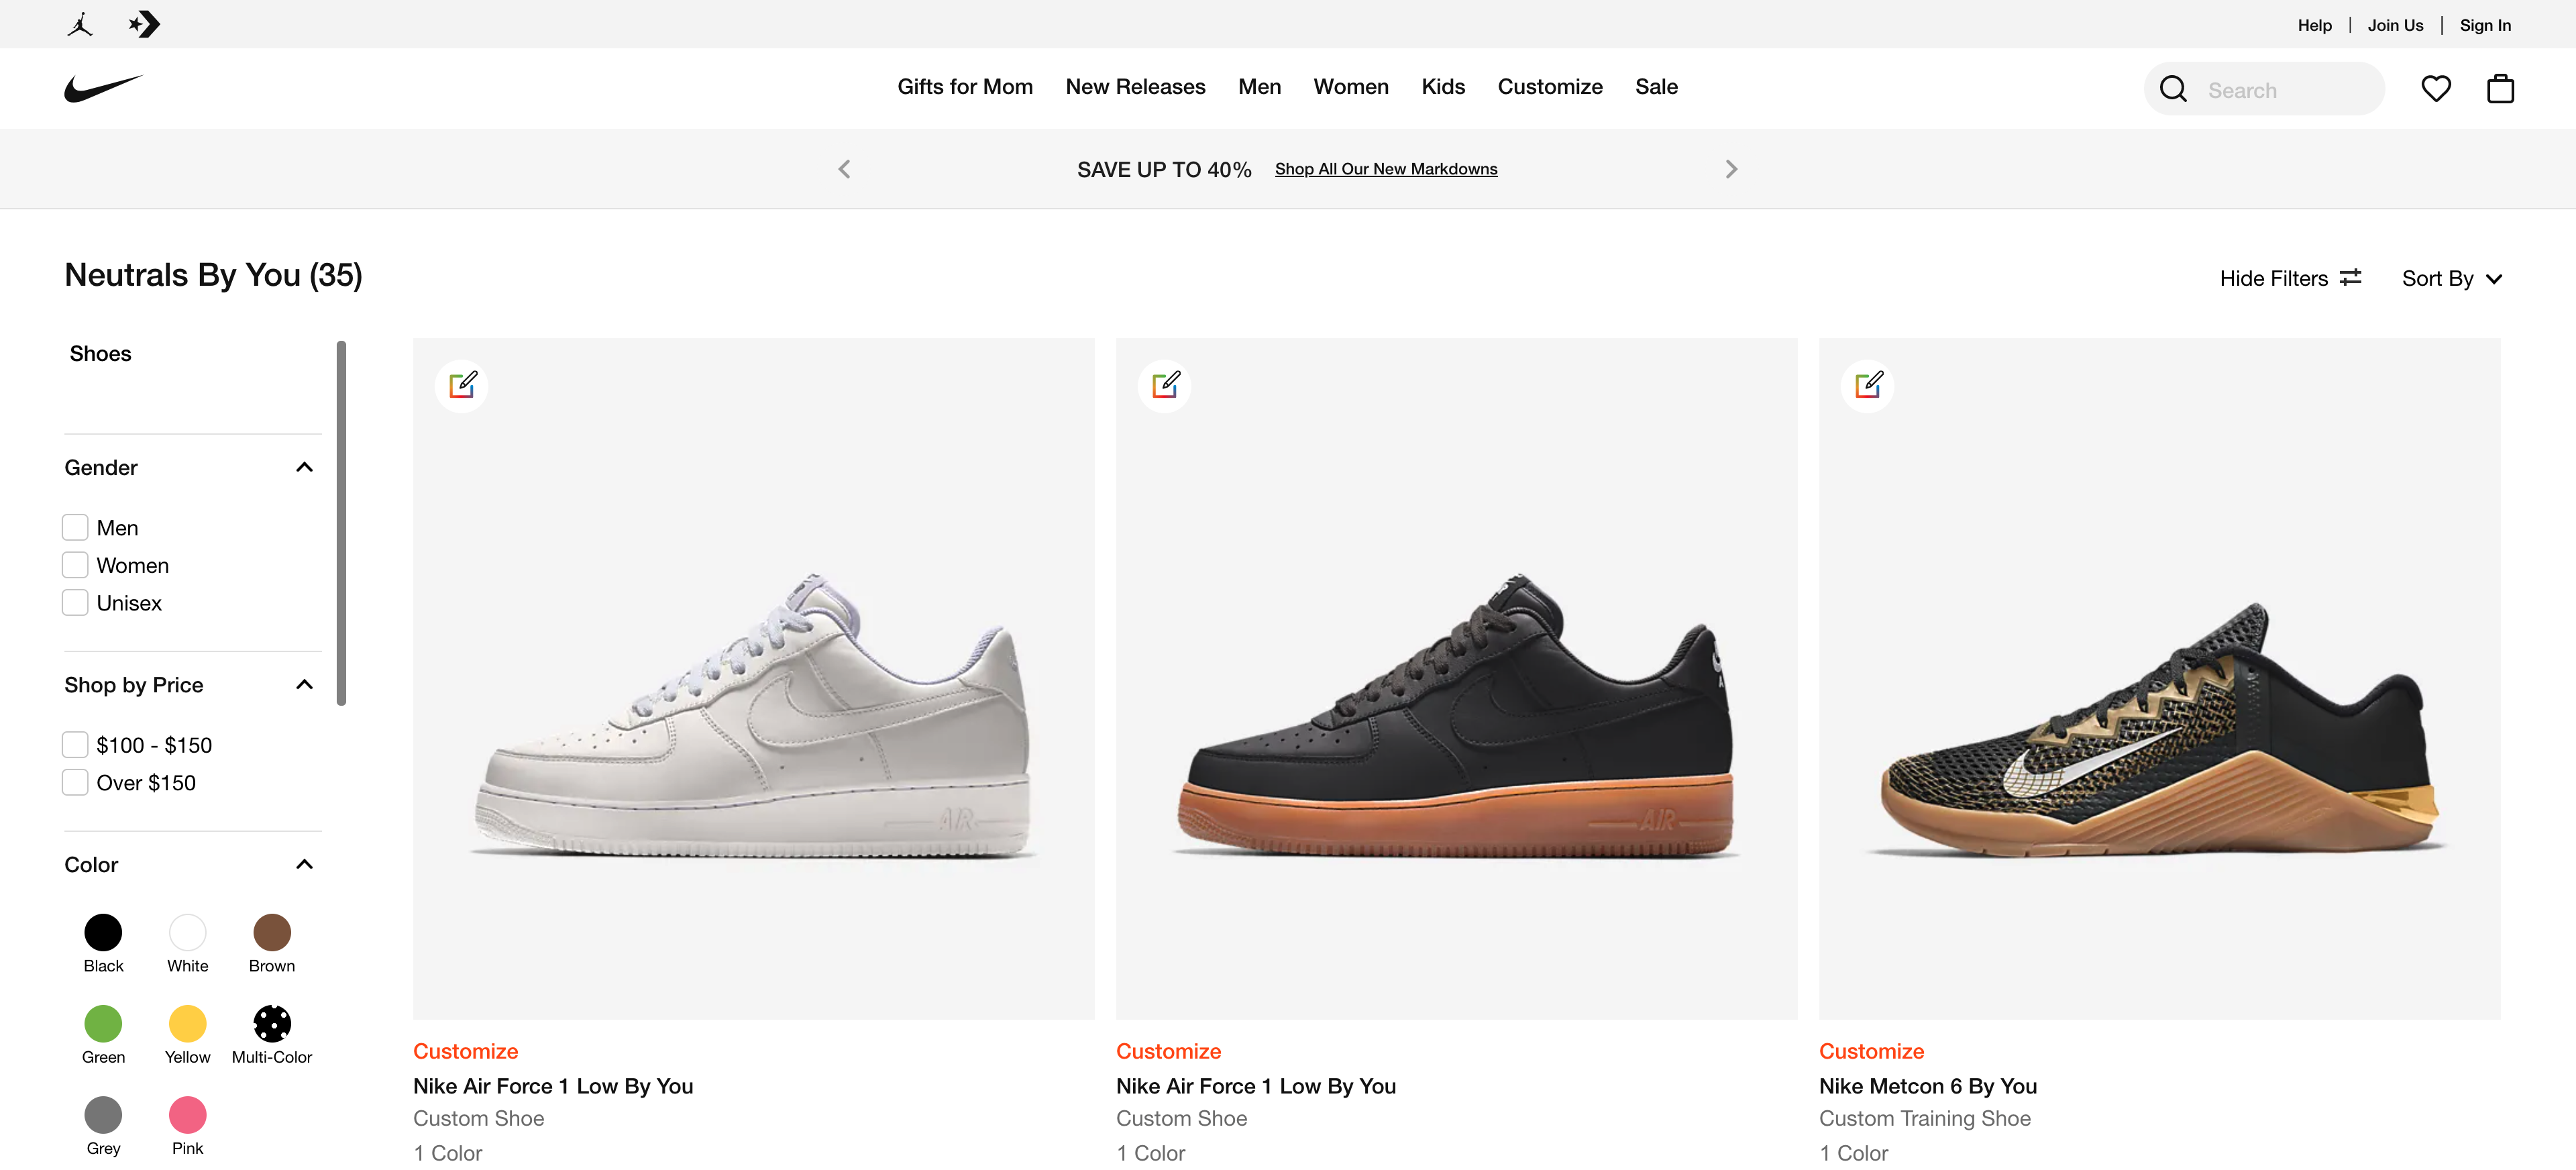 Help | Join Us | Sign In
Gifts for Mom New Releases Men Women Kids Customize Sale
Search
SAVE UP TO 40% Shop All Our New Markdowns
Neutrals By You (35)
Hide Filters Sort By
Shoes
Gender
Men
Women
Unisex
Shop by Price
$100 - $150
Over $150
Color
Black White Brown
Green Yellow Multi-Color
Grey Pink
AIR
Customize
Nike Air Force 1 Low By You
Custom Shoe
1 Color
AIR
Customize
Nike Air Force 1 Low By You
Custom Shoe
1 Color
Customize
Nike Metcon 6 By You
Custom Training Shoe
1 Color